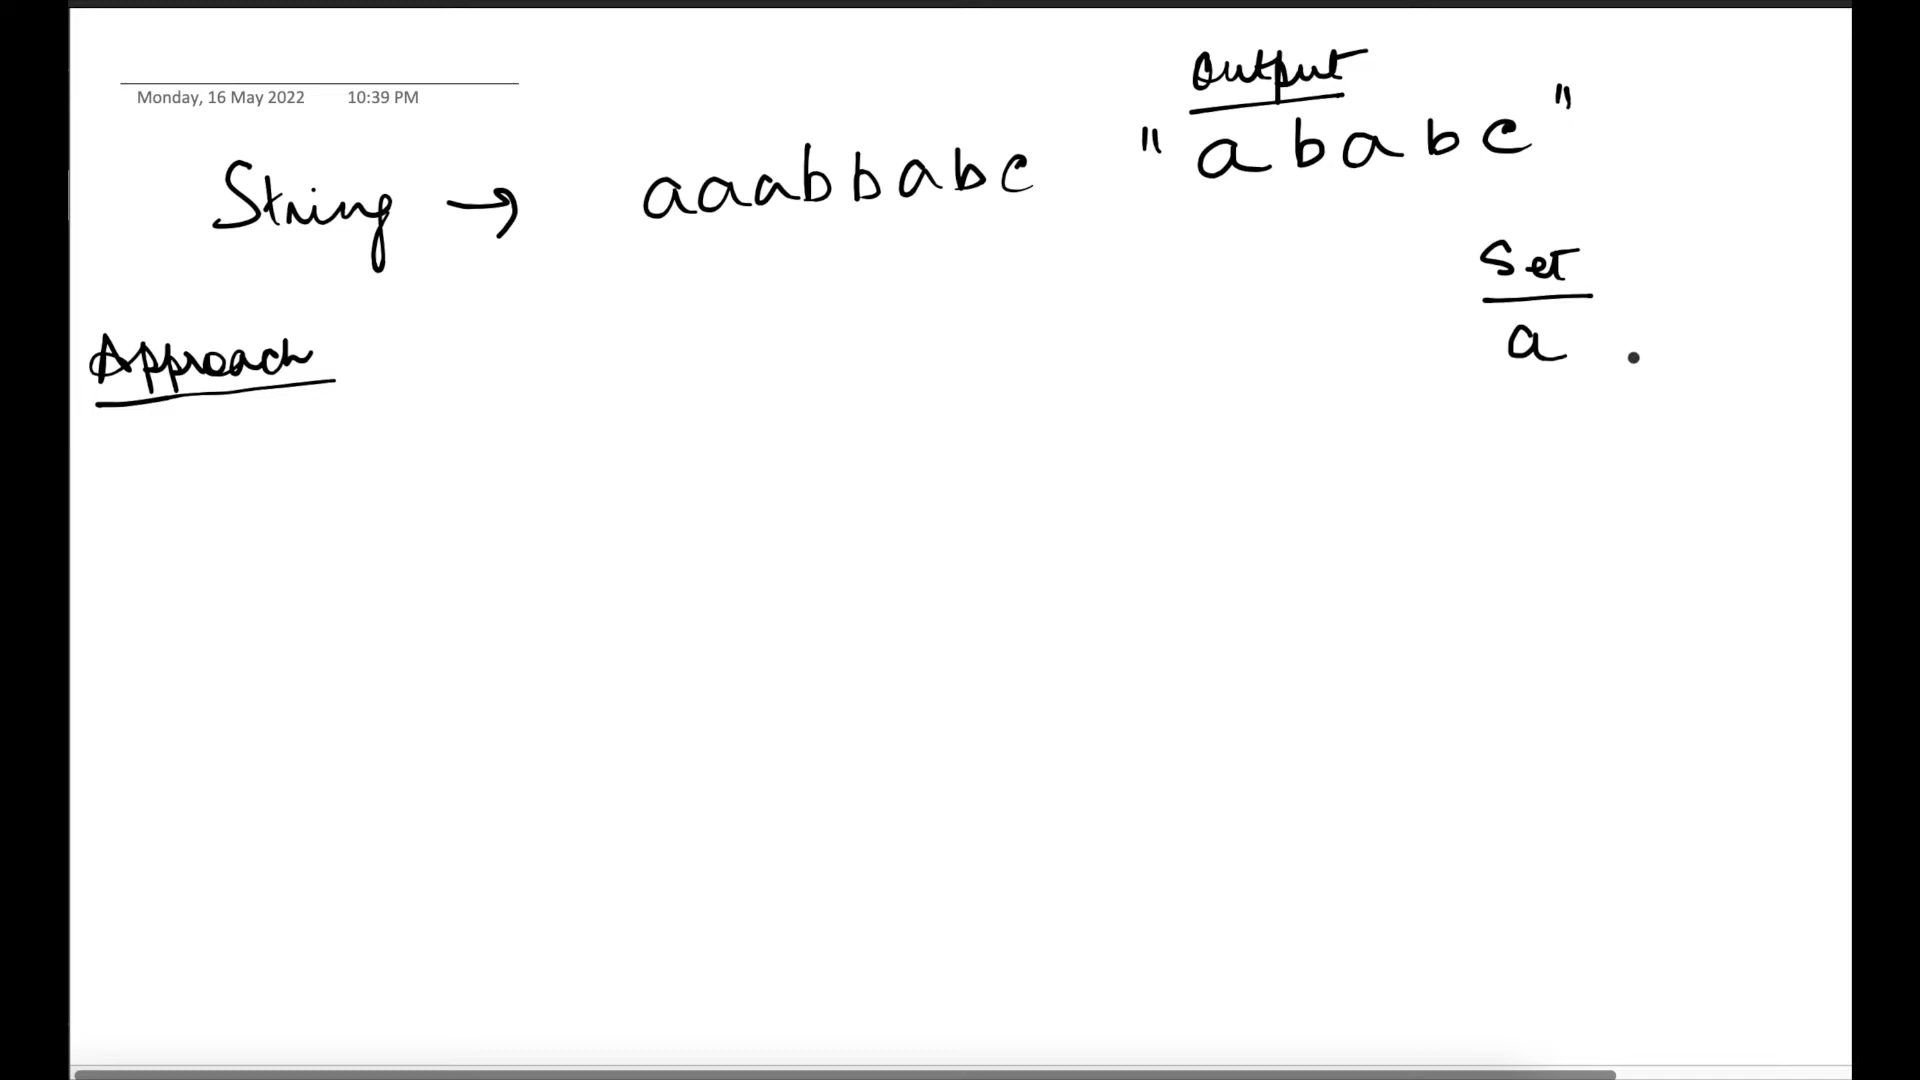 Monday, 16 May 2022 10:39 PM
Output
String → aaabbabc "ababc"
Set
a
Approach